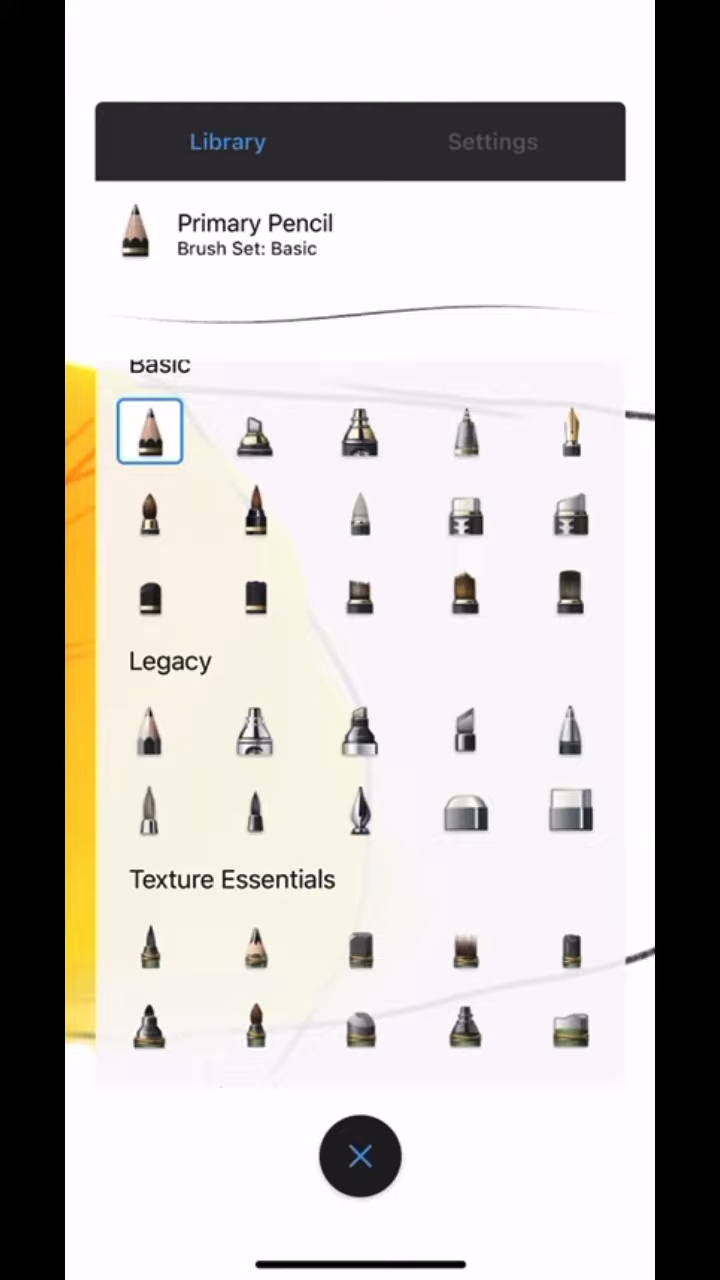 Library
Settings
Primary Pencil
Brush Set: Basic
Basic
Legacy
Texture Essentials